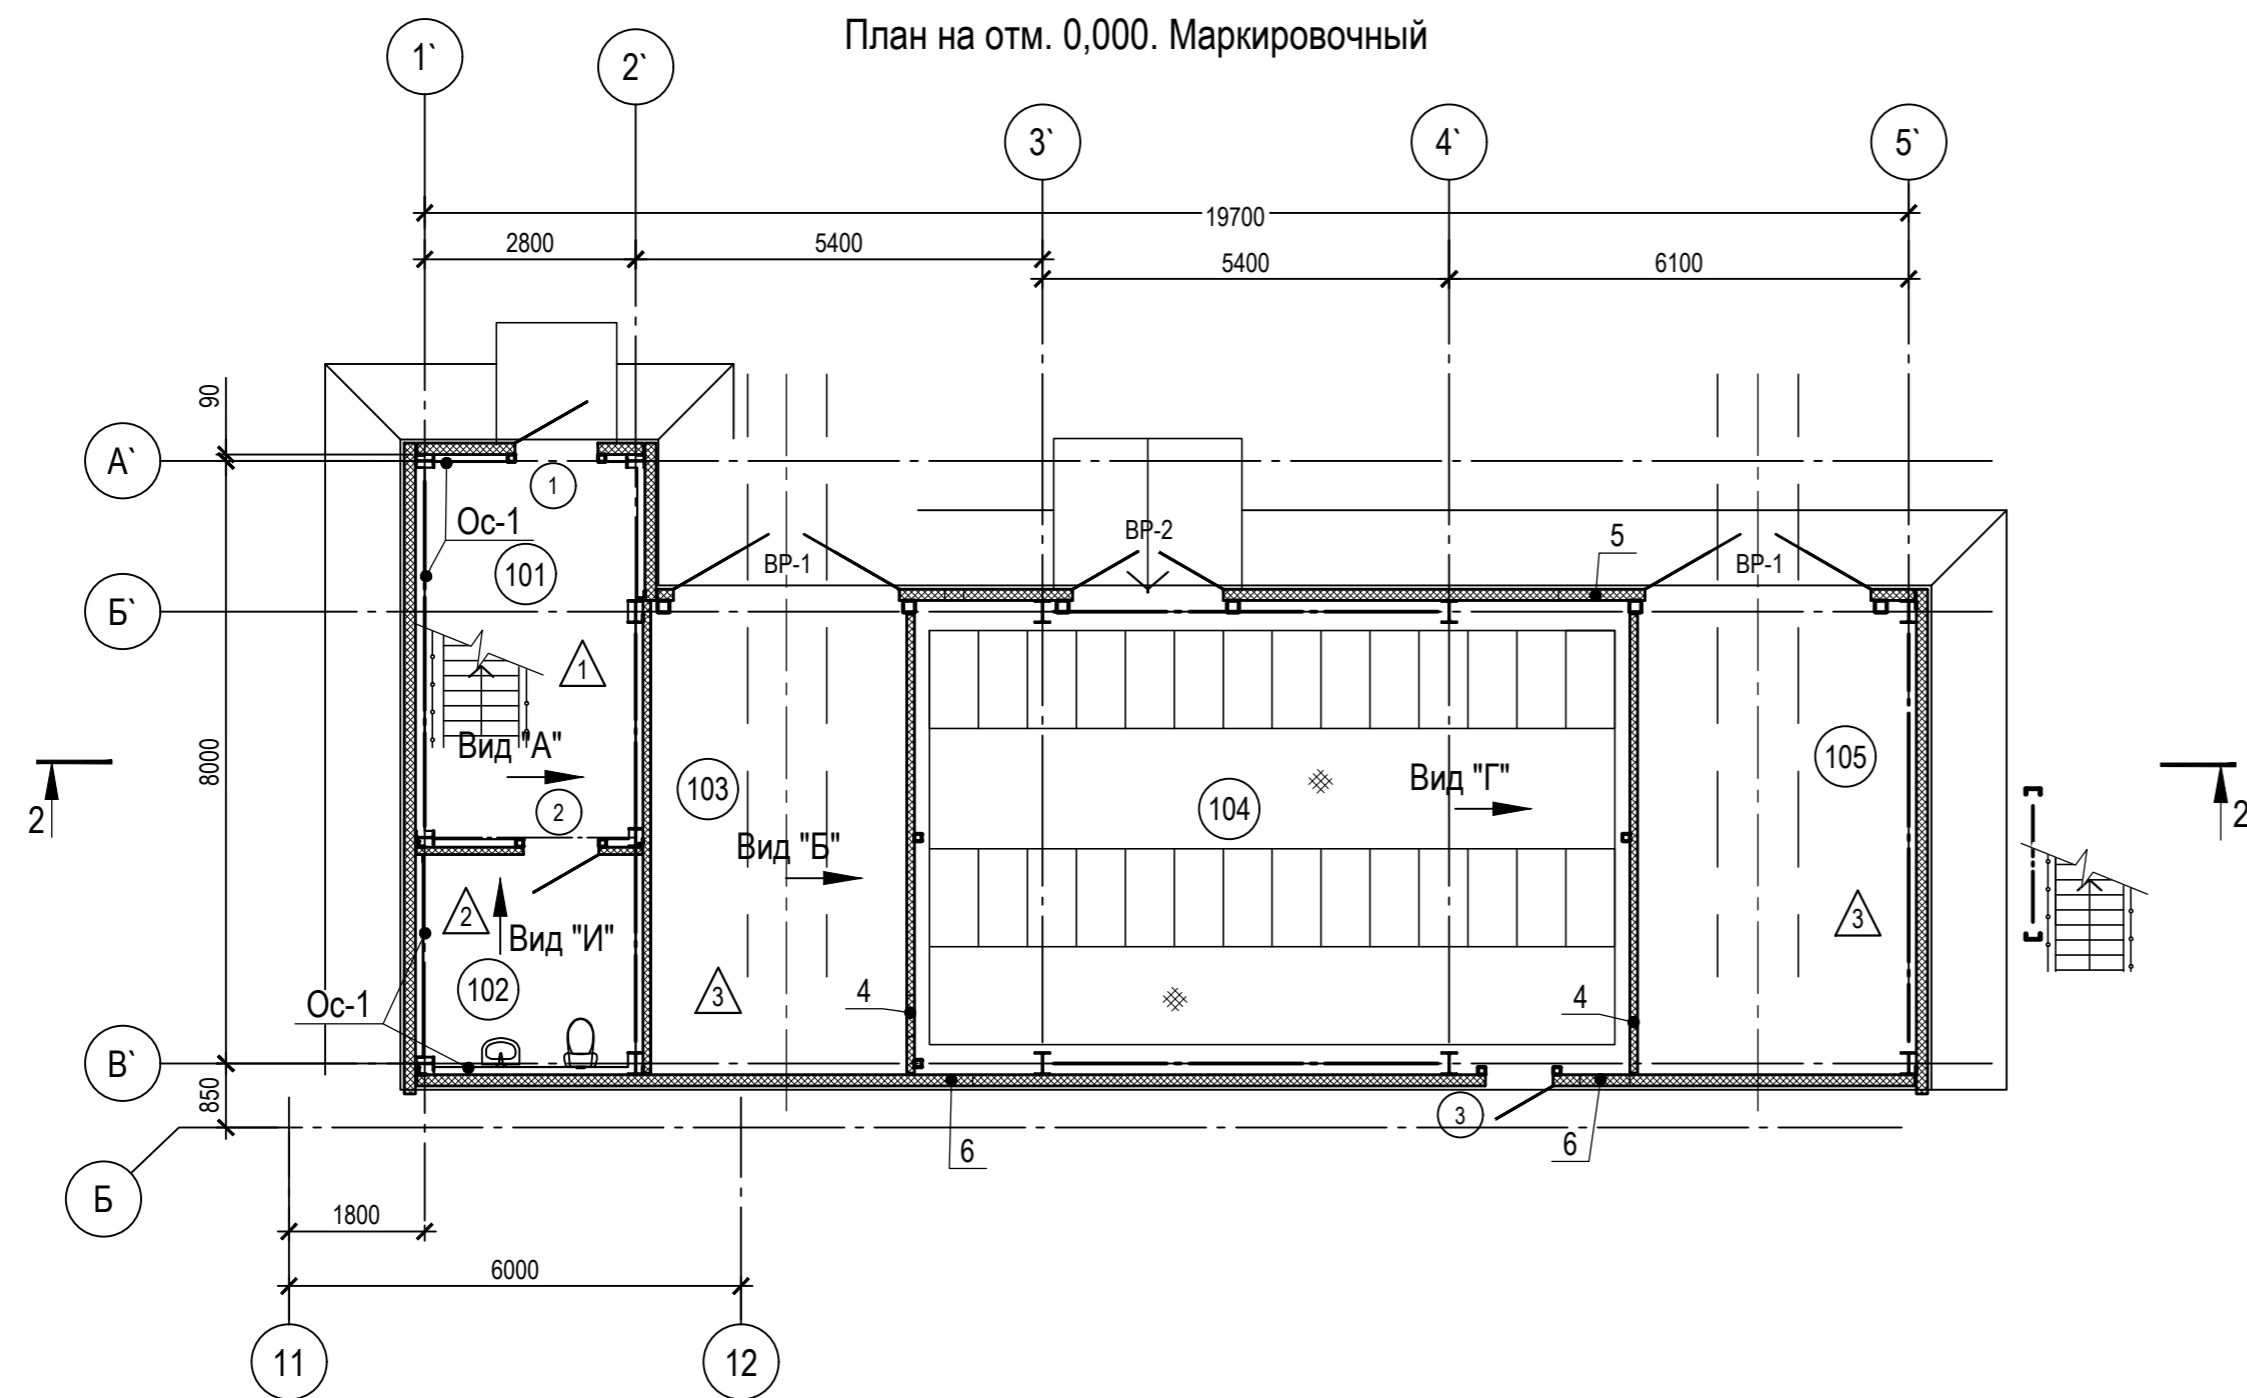 План на отм. 0,000. Маркировочный
1`
2`
3`
4`
5`
19700
2800
5400
5400
6100
90
А`
1
Ос-1
ВР-2
5
101
ВР-1
ВР-1
Б`
1
8000
Вид "А"
105
103
Вид "Г"
2
104
2
2
Вид "Б"
2
3
Вид "И"
102
3
4
4
Ос-1
В`
850
3
6
6
Б
1800
6000
11
12